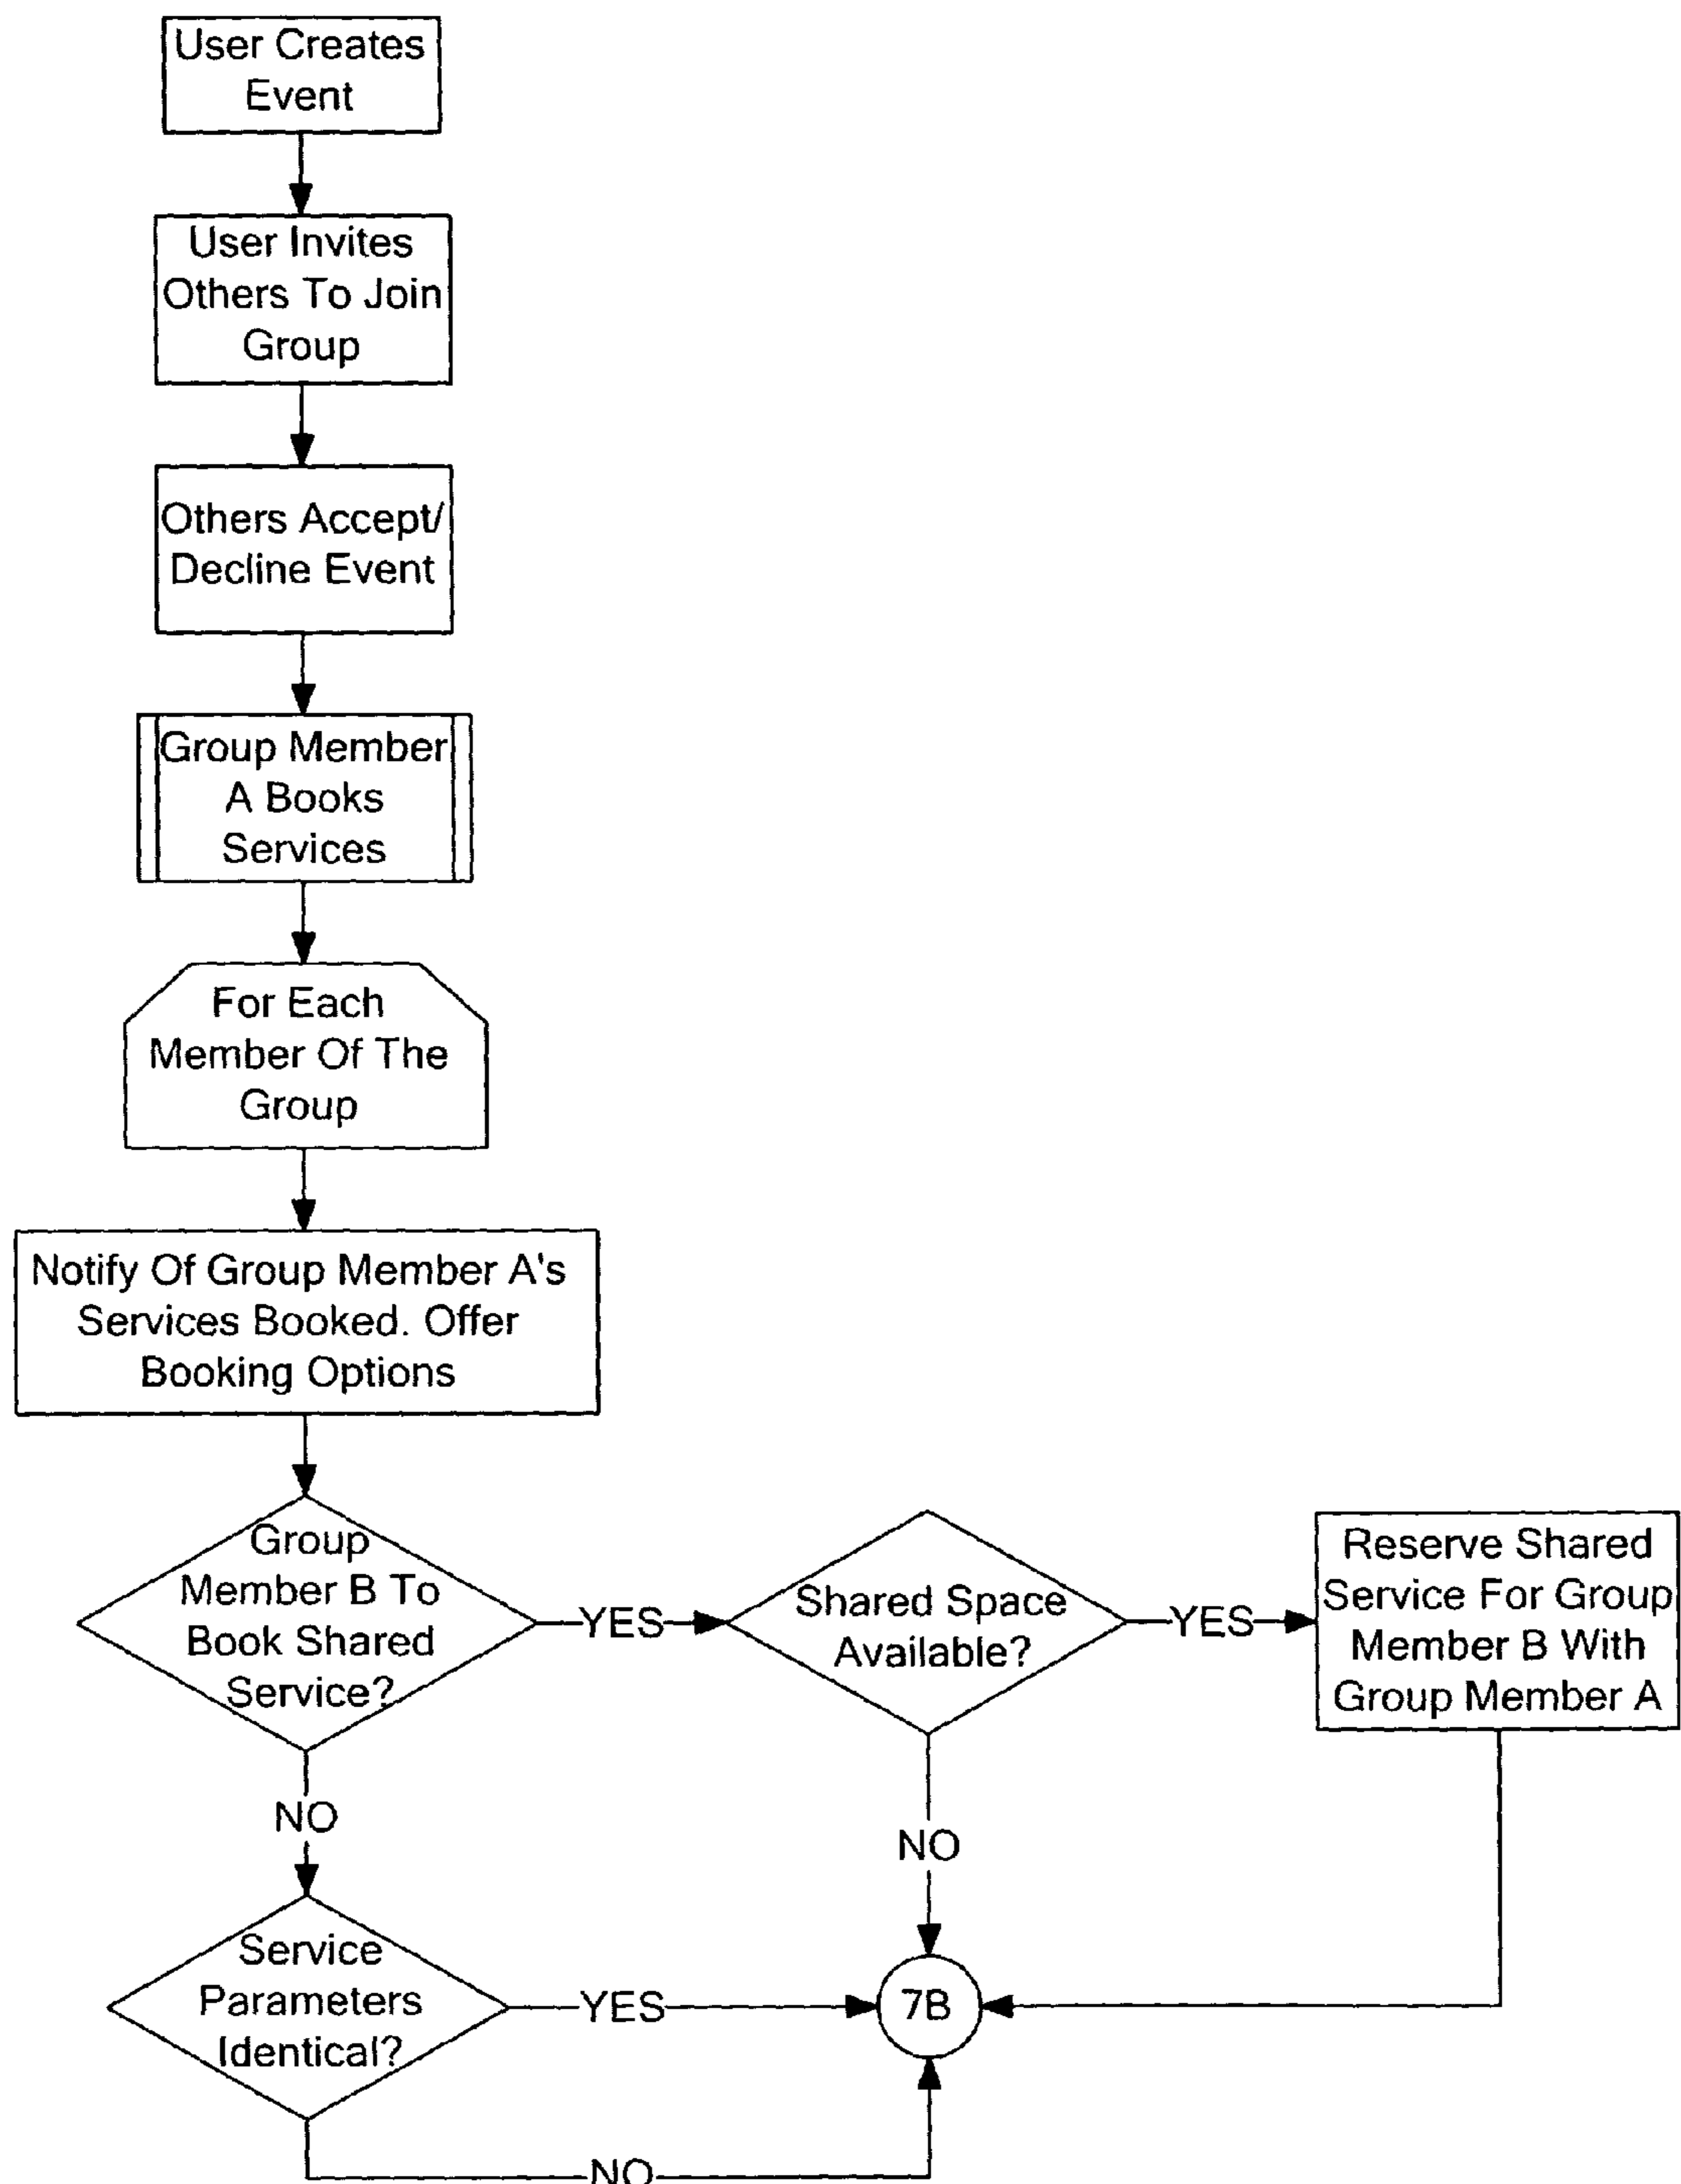 User Creates
Event
User Invites
Others To Join
Group
Others Accept/
Decline Event
Group Member
A Books
Services
For Each
Member Of The
Group
Notify Of Group Member A's
Services Booked. Offer
Booking Options
Group
Member B To
Book Shared
Service?
YES
Shared Space
Available?
YES
Reserve Shared
Service For Group
Member B With
Group Member A
NO
NO
Service
Parameters
Identical?
YES
7B
NO